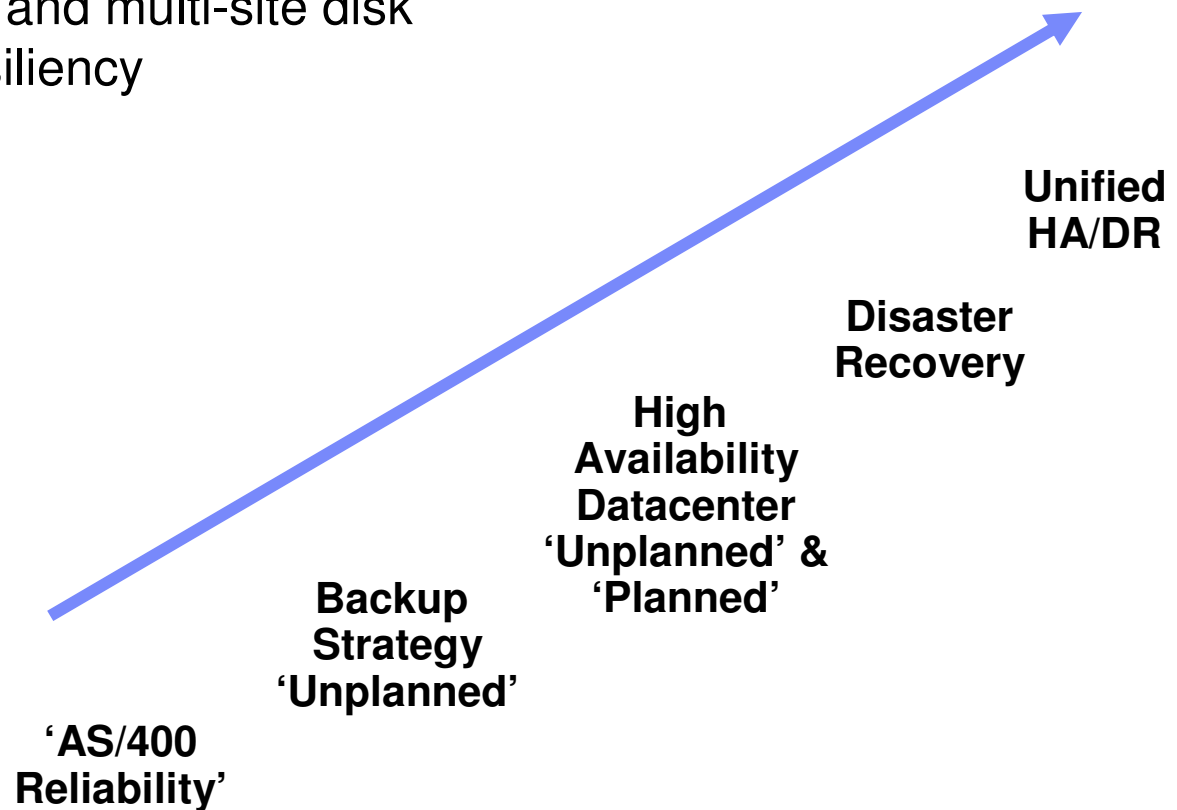 and multi-site disk
siliency
Unified
HA/DR
Disaster
Recovery
High
Availability
Datacenter
‘Unplanned’ &
‘Planned’
Backup
Strategy
‘Unplanned’
‘AS/400
Reliability’